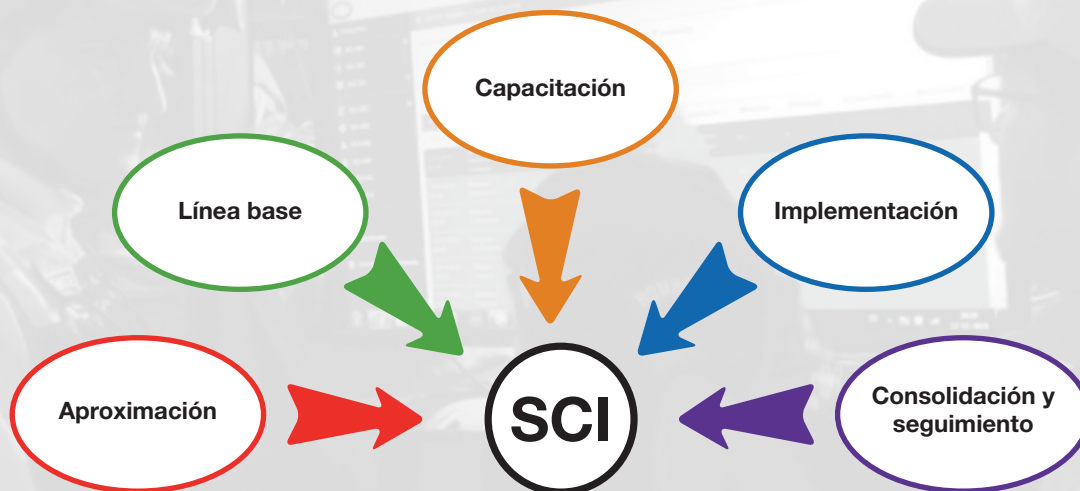 Capacitación
Línea base
Implementación
Aproximación
SCI
Consolidación y
seguimiento